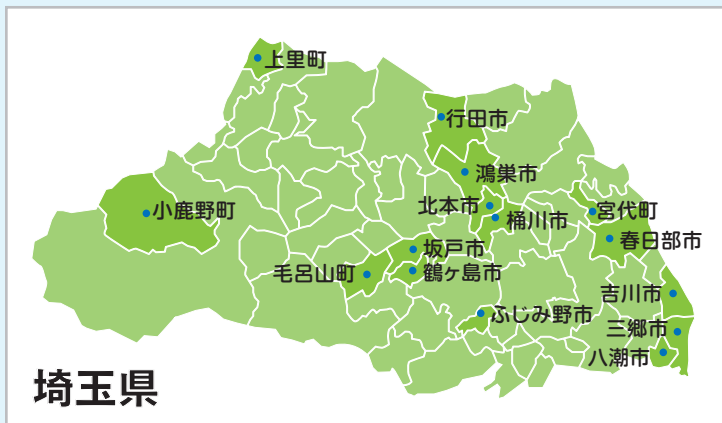 上里町
行田市
鴻巣市
北本市
桶川市
宮代町
小鹿野町
春日部市
坂戸市
毛呂山町
鶴ヶ島市
吉川市
ふじみ野市
三郷市
八潮市
埼玉県